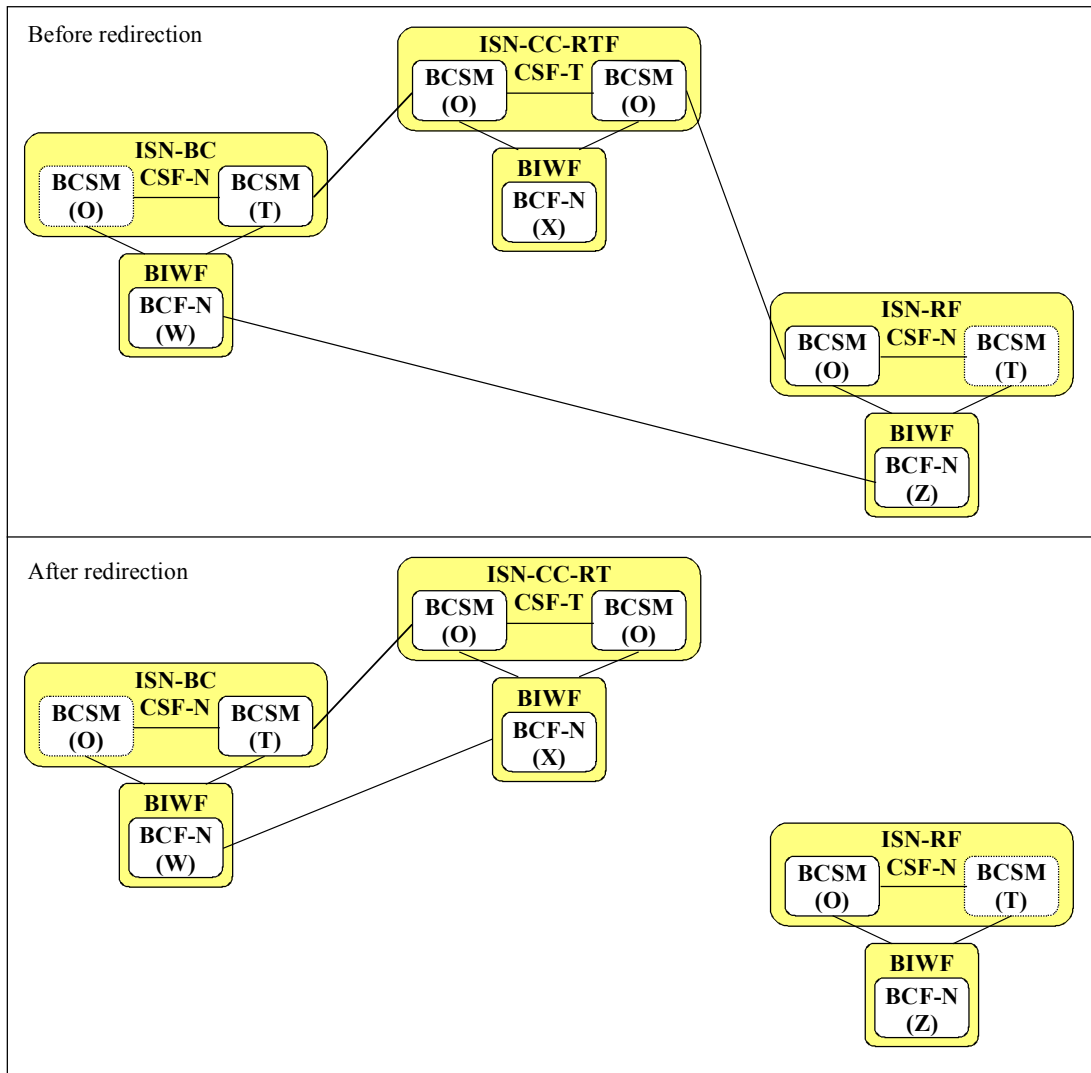 Before redirection
ISN-CC-RTF
CSF-T
BCSM
(O)
BCSM
(O)
BIWF
BCF-N
(X)
ISN-BC
CSF-N
BCSM
(O)
BCSM
(T)
BIWF
BCF-N
(W)
ISN-RF
CSF-N
BCSM
(O)
BCSM
(T)
BIWF
BCF-N
(Z)
After redirection
ISN-CC-RT
CSF-T
BCSM
(O)
BCSM
(O)
BIWF
BCF-N
(X)
ISN-BC
CSF-N
BCSM
(O)
BCSM
(T)
BIWF
BCF-N
(W)
ISN-RF
CSF-N
BCSM
(O)
BCSM
(T)
BIWF
BCF-N
(Z)